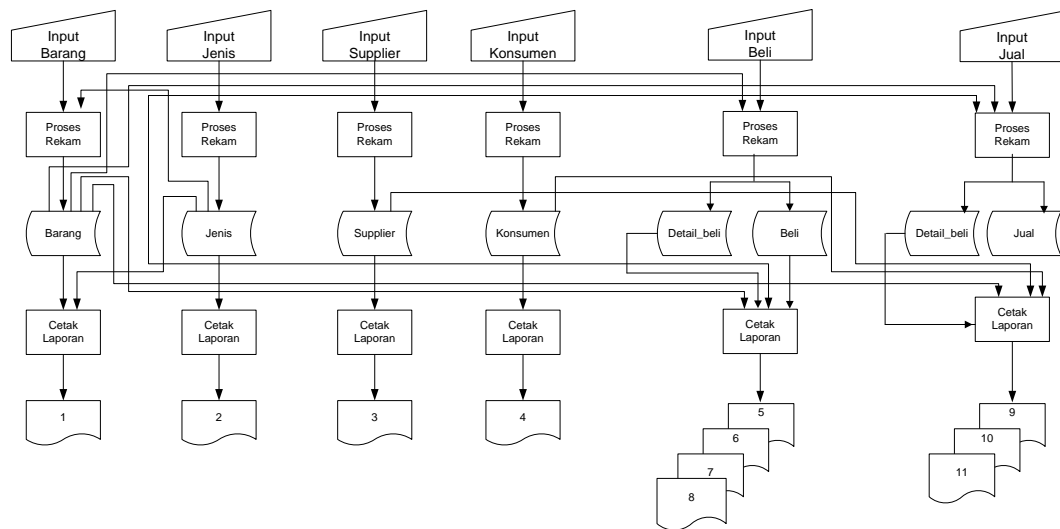 Input
Barang
Input
Jenis
Input
Supplier
Input
Konsumen
Input
Beli
Input
Jual
Proses
Rekam
Proses
Rekam
Proses
Rekam
Proses
Rekam
Proses
Rekam
Proses
Rekam
Barang
Jenis
Supplier
Konsumen
Detail_beli
Beli
Detail_beli
Jual
Cetak
Laporan
Cetak
Laporan
Cetak
Laporan
Cetak
Laporan
Cetak
Laporan
Cetak
Laporan
1
2
3
4
5
6
7
8
9
10
11